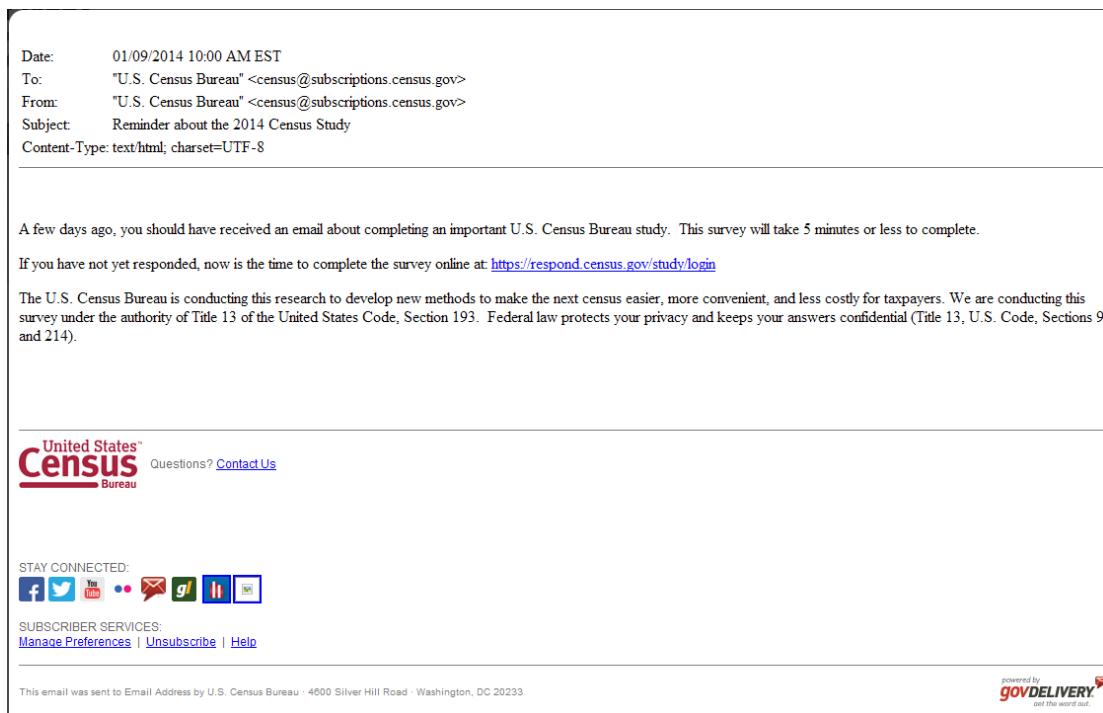 Date: 01/09/2014 10:00 AM EST
To: "U.S. Census Bureau" <census@subscriptions.census.gov>
From: "U.S. Census Bureau" <census@subscriptions.census.gov>
Subject: Reminder about the 2014 Census Study
Content-Type: text/html; charset=UTF-8
A few days ago, you should have received an email about completing an important U.S. Census Bureau study.  This survey will take 5 minutes or less to complete.
If you have not yet responded, now is the time to complete the survey online at: https://respond.census.gov/study/login
The U.S. Census Bureau is conducting this research to develop new methods to make the next census easier, more convenient, and less costly for taxpayers. We are conducting this
survey under the authority of Title 13 of the United States Code, Section 193.  Federal law protects your privacy and keeps your answers confidential (Title 13, U.S. Code, Sections 9
and 214).
United States™
Census
Bureau
Questions? Contact Us
STAY CONNECTED:
f You Tube g/
SUBSCRIBER SERVICES:
Manage Preferences | Unsubscribe | Help
This email was sent to Email Address by U.S. Census Bureau · 4600 Silver Hill Road · Washington, DC 20233
powered by
GOVDELIVERY
get the word out.